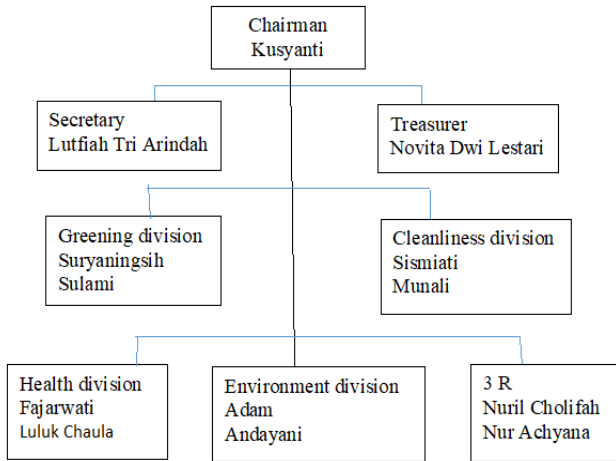 Chairman
Kusyanti
Secretary
Lutfiah Tri Arindah
Treasurer
Novita Dwi Lestari
Greening division
Suryaningsih
Sulami
Cleanliness division
Sismiati
Munali
Health division
Fajarwati
Luluk Chaula
Environment division
Adam
Andayani
3 R
Nuril Cholifah
Nur Achyana